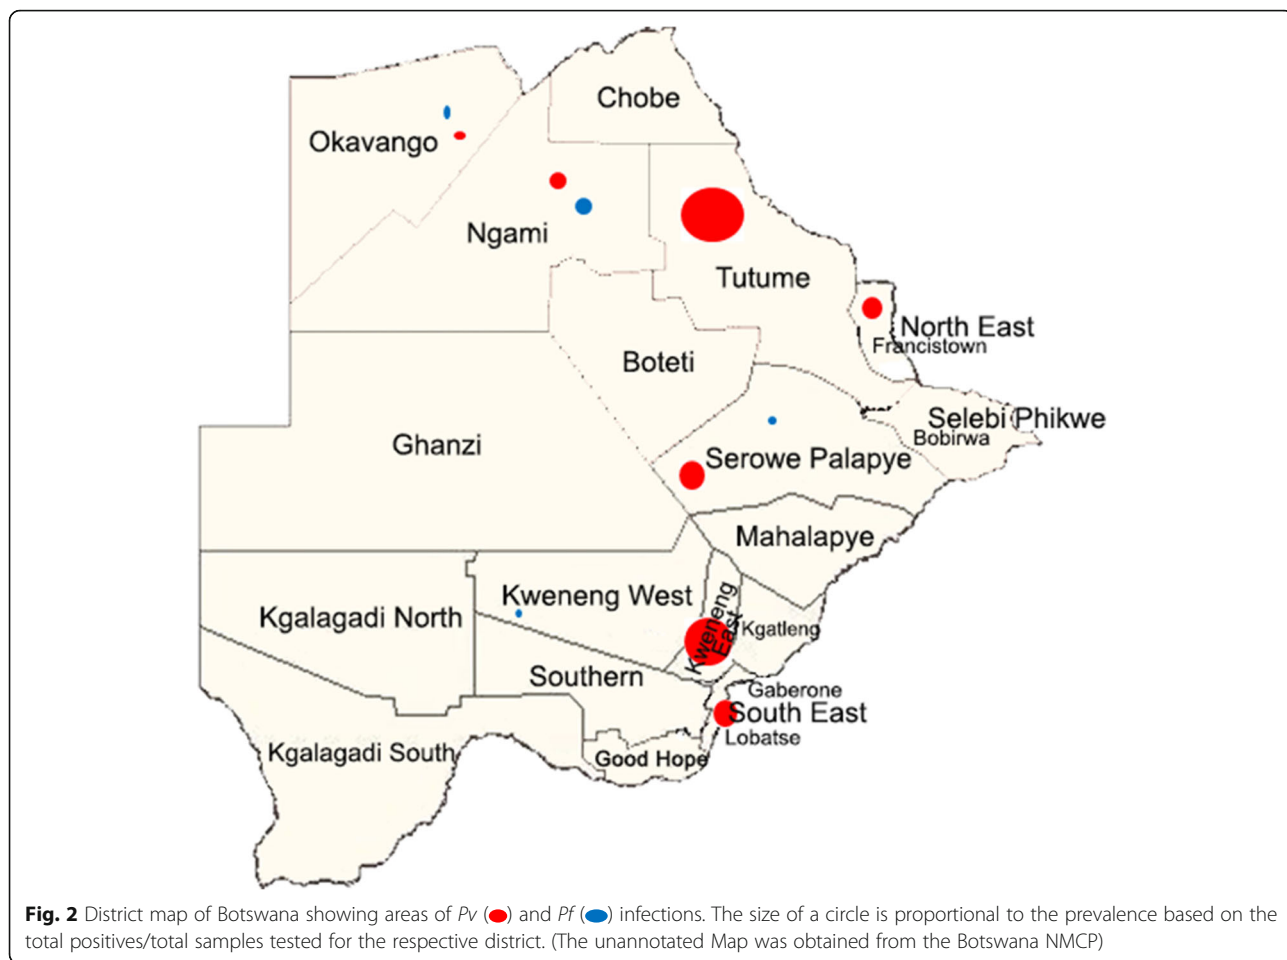 Chobe
Okavango
Ngami
Tutume
North East
Francistown
Boteti
Selebi Phikwe
Bobirwa
Ghanzi
Serowe Palapye
Mahalapye
Kweneng West
Kweneng
East
Kgatleng
Kgalagadi North
Southern
Gaberone
South East
Lobatse
Kgalagadi South
Good Hope
Fig. 2 District map of Botswana showing areas of Pv () and Pf () infections. The size of a circle is proportional to the prevalence based on the
total positives/total samples tested for the respective district. (The unannotated Map was obtained from the Botswana NMCP)